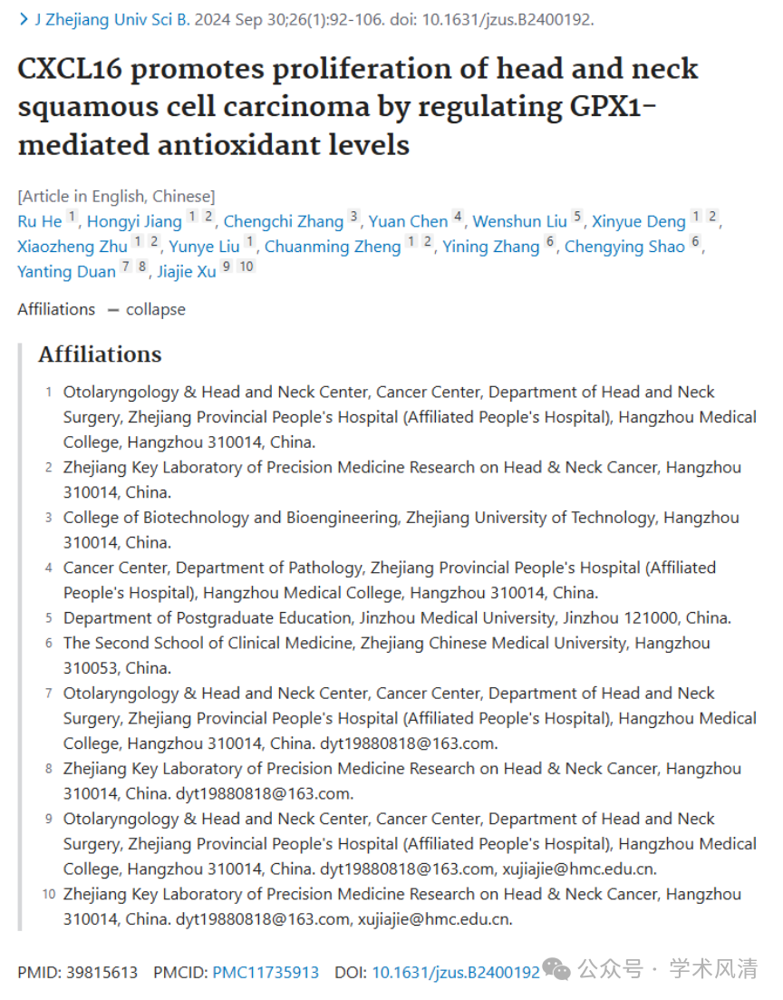 J Zhejiang Univ Sci B. 2024 Sep 30;26(1):92-106. doi: 10.1631/jzus.B2400192.
CXCL16 promotes proliferation of head and neck
squamous cell carcinoma by regulating GPX1-
mediated antioxidant levels
[Article in English, Chinese]
Ru He 1, Hongyi Jiang 1 2, Chengchi Zhang 3, Yuan Chen 4, Wenshun Liu 5, Xinyue Deng 1 2,
Xiaozheng Zhu 1 2, Yunye Liu 1, Chuanming Zheng 1 2, Yining Zhang 6, Chengying Shao 6,
Yanting Duan 7 8, Jiajie Xu 9 10
Affiliations — collapse
Affiliations
1 Otolaryngology & Head and Neck Center, Cancer Center, Department of Head and Neck
Surgery, Zhejiang Provincial People's Hospital (Affiliated People's Hospital), Hangzhou Medical
College, Hangzhou 310014, China.
2 Zhejiang Key Laboratory of Precision Medicine Research on Head & Neck Cancer, Hangzhou
310014, China.
3 College of Biotechnology and Bioengineering, Zhejiang University of Technology, Hangzhou
310014, China.
4 Cancer Center, Department of Pathology, Zhejiang Provincial People's Hospital (Affiliated
People's Hospital), Hangzhou Medical College, Hangzhou 310014, China.
5 Department of Postgraduate Education, Jinzhou Medical University, Jinzhou 121000, China.
6 The Second School of Clinical Medicine, Zhejiang Chinese Medical University, Hangzhou
310053, China.
7 Otolaryngology & Head and Neck Center, Cancer Center, Department of Head and Neck
Surgery, Zhejiang Provincial People's Hospital (Affiliated People's Hospital), Hangzhou Medical
College, Hangzhou 310014, China. dyt19880818@163.com.
8 Zhejiang Key Laboratory of Precision Medicine Research on Head & Neck Cancer, Hangzhou
310014, China. dyt19880818@163.com.
9 Otolaryngology & Head and Neck Center, Cancer Center, Department of Head and Neck
Surgery, Zhejiang Provincial People's Hospital (Affiliated People's Hospital), Hangzhou Medical
College, Hangzhou 310014, China. dyt19880818@163.com, xujiajie@hmc.edu.cn.
10 Zhejiang Key Laboratory of Precision Medicine Research on Head & Neck Cancer, Hangzhou
310014, China. dyt19880818@163.com, xujiajie@hmc.edu.cn.
PMID: 39815613 PMCID: PMC11735913 DOI: 10.1631/jzus.B2400192
公众号 · 学术风清